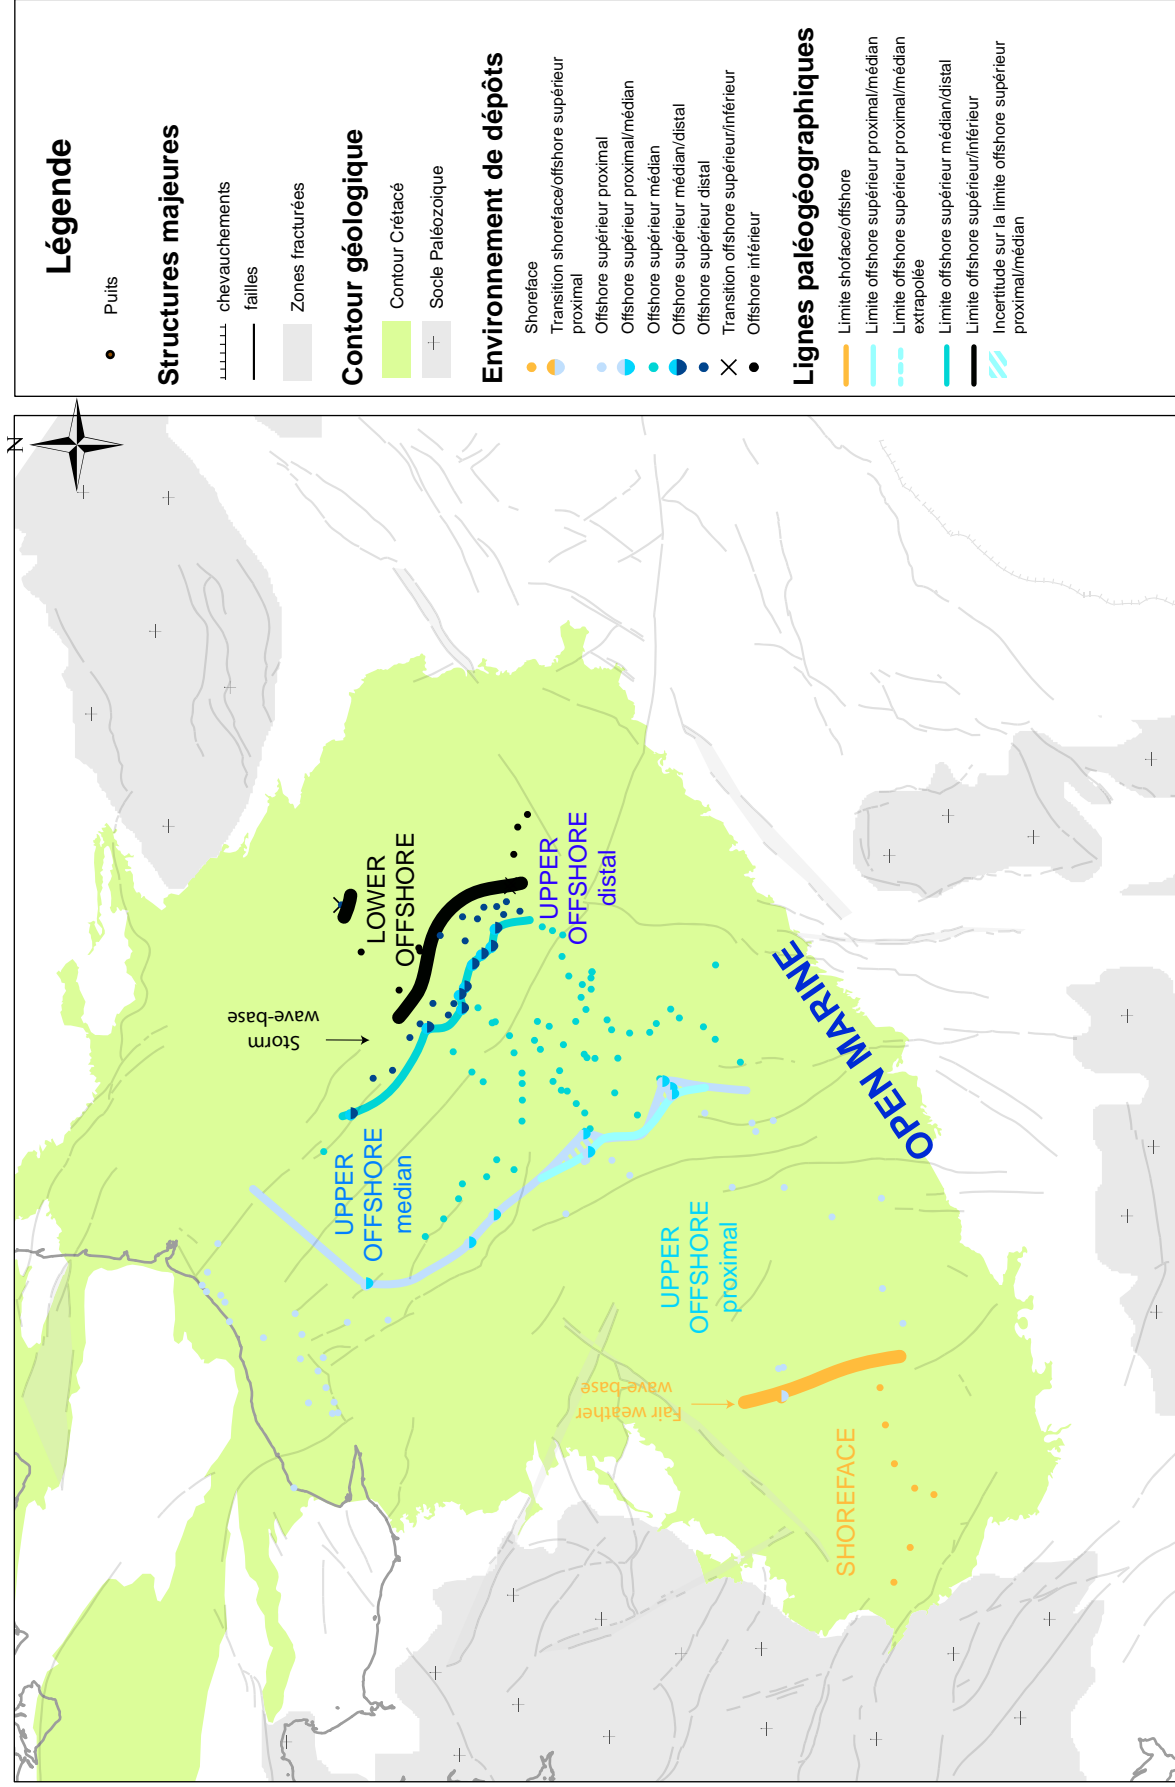 Légende
Puits
Structures majeures
chevauchements
failles
Zones fracturées
Contour géologique
Contour Crétacé
Socle Paléozoique
Environnement de dépôts
Shoreface
Transition shoreface/offshore supérieur
proximal
Offshore supérieur proximal
Offshore supérieur proximal/médian
Offshore supérieur médian
Offshore supérieur médian/distal
Offshore supérieur distal
Transition offshore supérieur/inférieur
Offshore inférieur
Lignes paléogéographiques
Limite shoface/offshore
Limite offshore supérieur proximal/médian
Limite offshore supérieur proximal/médian
extrapolée
Limite offshore supérieur médian/distal
Limite offshore supérieur/inférieur
Incertitude sur la limite offshore supérieur
proximal/médian
N
LOWER
OFFSHORE
Storm
wave-base
UPPER
OFFSHORE
distal
UPPER
OFFSHORE
median
OPEN MARINE
UPPER
OFFSHORE
proximal
Fair weather
wave-base
SHOREFACE